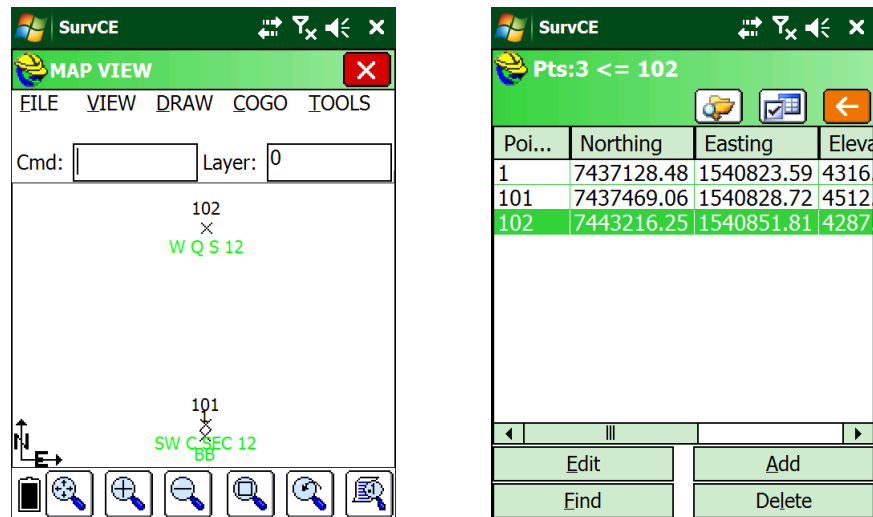 SurvCE
MAP VIEW
FILE VIEW DRAW COGO TOOLS
Cmd: Layer: 0
102
W Q S 12
101
1
SW C SEC 12
BB
N
E
SurvCE
Pts:3 <= 102
Poi... Northing Easting Eleva
1 7437128.48 1540823.59 4316.
101 7437469.06 1540828.72 4512.
102 7443216.25 1540851.81 4287.
Edit Add
Find Delete